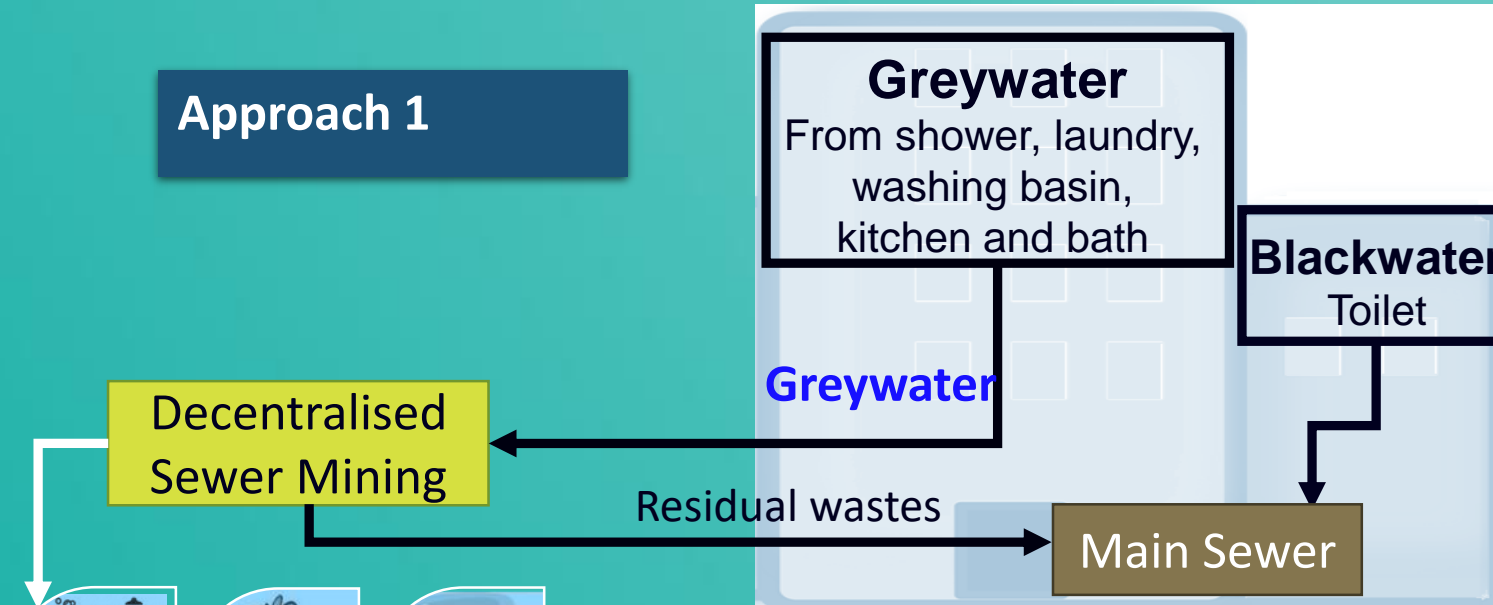 Approach 1
Greywater
From shower, laundry,
washing basin,
kitchen and bath
Blackwater
Toilet
Greywater
Decentralised
Sewer Mining
Residual wastes
Main Sewer